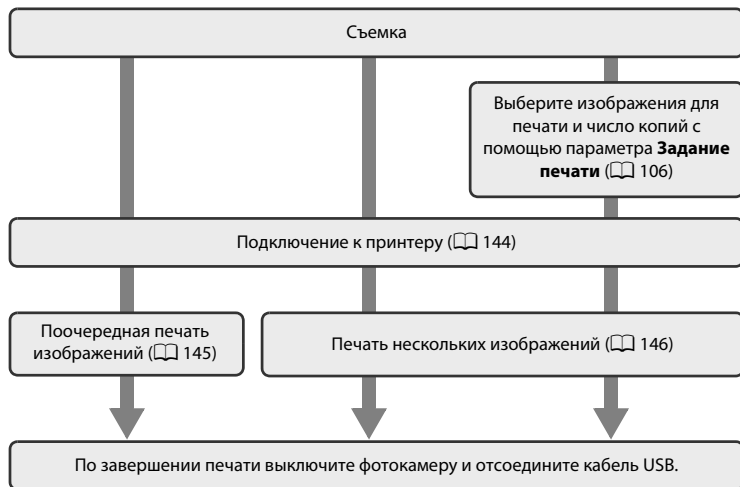 Съемка
Выберите изображения для
печати и число копий с
помощью параметра Задание
печати (📖 106)
Подключение к принтеру (📖 144)
Поочередная печать
изображений (📖 145)
Печать нескольких изображений (📖 146)
По завершении печати выключите фотокамеру и отсоедините кабель USB.